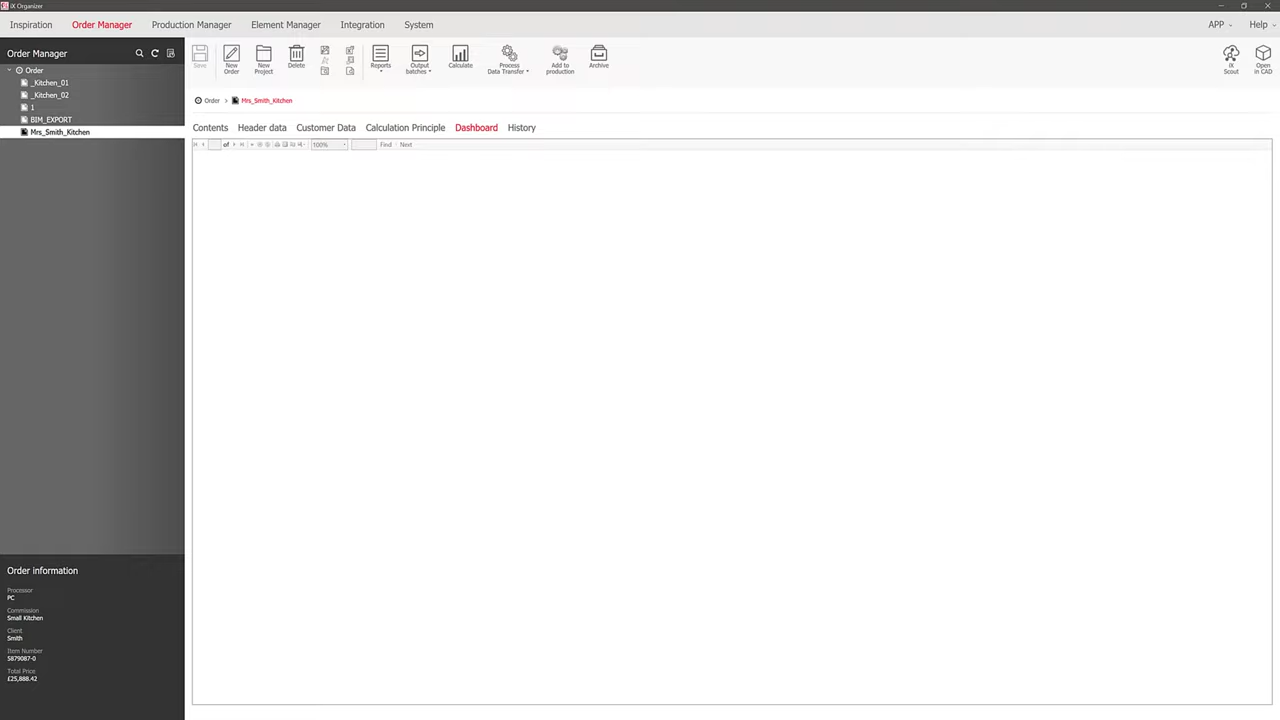 iX Organizer
Inspiration Order Manager Production Manager Element Manager Integration System APP Help
Order Manager
Save
New Order
New Project
Delete
Reports
Output batches
Calculate
Process Data Transfer
Add to production
Archive
iX Scout
Open in CAD
Order
_Kitchen_01
_Kitchen_02
1
BIM_EXPORT
Mrs_Smith_Kitchen
Order > Mrs_Smith_Kitchen
Contents Header data Customer Data Calculation Principle Dashboard History
of 100% Find Next
Order information
Processor
PC
Commission
Small Kitchen
Client
Smith
Item Number
5879087-0
Total Price
£25,888.42